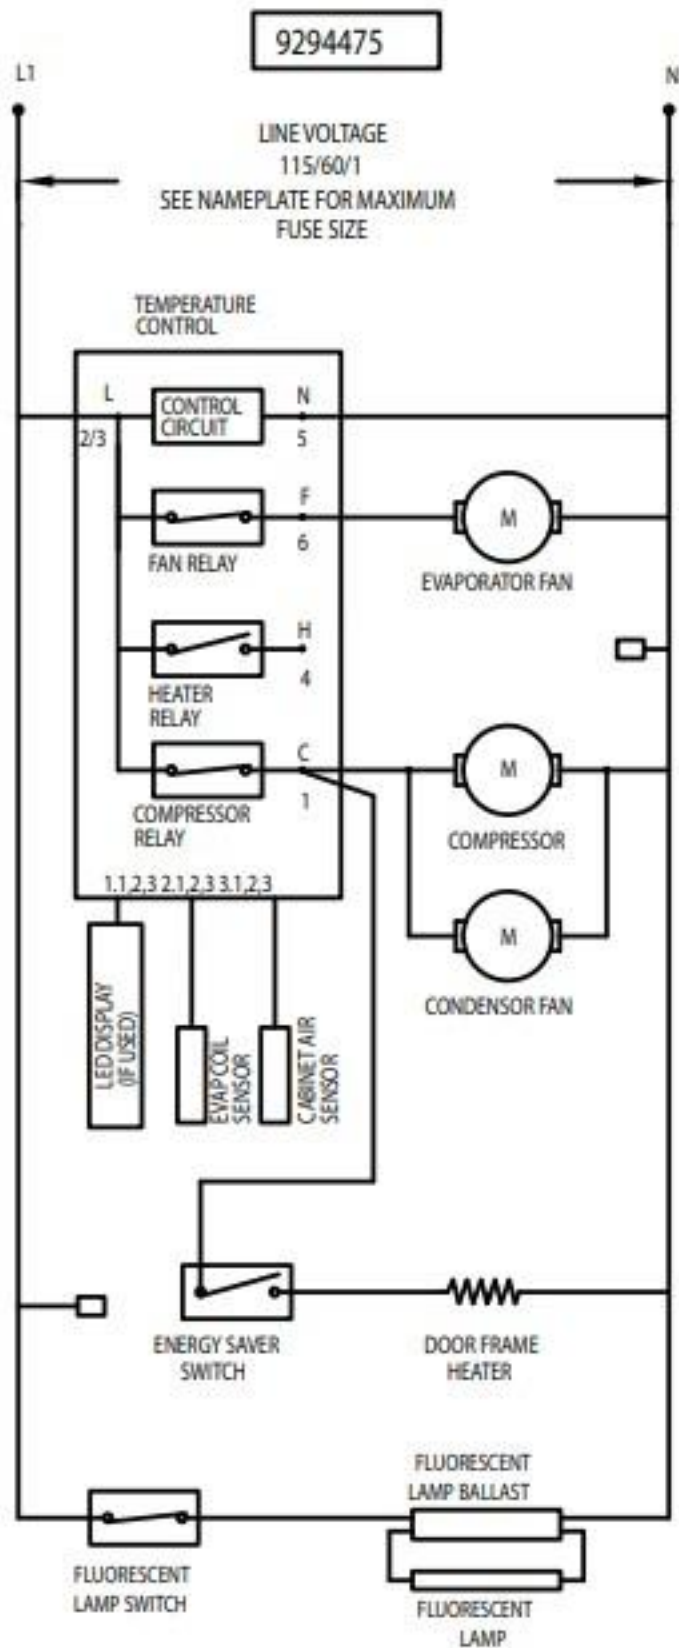 9294475
L1
N
LINE VOLTAGE
115/60/1
SEE NAMEPLATE FOR MAXIMUM
FUSE SIZE
TEMPERATURE
CONTROL
L
CONTROL
CIRCUIT
N
2/3
5
F
M
6
FAN RELAY
EVAPORATOR FAN
H
4
HEATER
RELAY
C
M
1
COMPRESSOR
RELAY
COMPRESSOR
1.1,2,3 2.1,2,3 3.1,2,3
M
CONDENSOR FAN
LED DISPLAY
(IF USED)
EVAP COIL
SENSOR
CABINET AIR
SENSOR
ENERGY SAVER
SWITCH
DOOR FRAME
HEATER
FLUORESCENT
LAMP BALLAST
FLUORESCENT
LAMP SWITCH
FLUORESCENT
LAMP